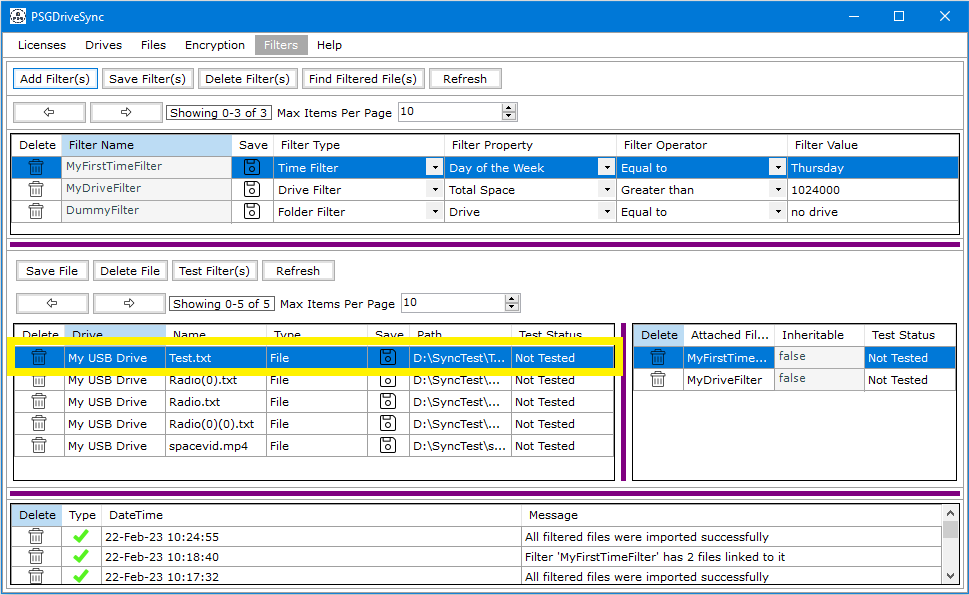 PSGDriveSync
Licenses Drives Files Encryption Filters Help
Add Filter(s) Save Filter(s) Delete Filter(s) Find Filtered File(s) Refresh
Showing 0-3 of 3 Max Items Per Page 10
Delete Filter Name Save Filter Type Filter Property Filter Operator Filter Value
MyFirstTimeFilter Time Filter Day of the Week Equal to Thursday
MyDriveFilter Drive Filter Total Space Greater than 1024000
DummyFilter Folder Filter Drive Equal to no drive
Save File Delete File Test Filter(s) Refresh
Showing 0-5 of 5 Max Items Per Page 10
Delete Drive Name Type Save Path Test Status
My USB Drive Test.txt File D:\SyncTest\T... Not Tested
My USB Drive Radio(0).txt File D:\SyncTest\... Not Tested
My USB Drive Radio.txt File D:\SyncTest\... Not Tested
My USB Drive Radio(0)(0).txt File D:\SyncTest\... Not Tested
My USB Drive spacevid.mp4 File D:\SyncTest\s... Not Tested
Delete Attached Fil... Inheritable Test Status
MyFirstTime... false Not Tested
MyDriveFilter false Not Tested
Delete Type DateTime Message
22-Feb-23 10:24:55 All filtered files were imported successfully
22-Feb-23 10:18:40 Filter 'MyFirstTimeFilter' has 2 files linked to it
22-Feb-23 10:17:32 All filtered files were imported successfully